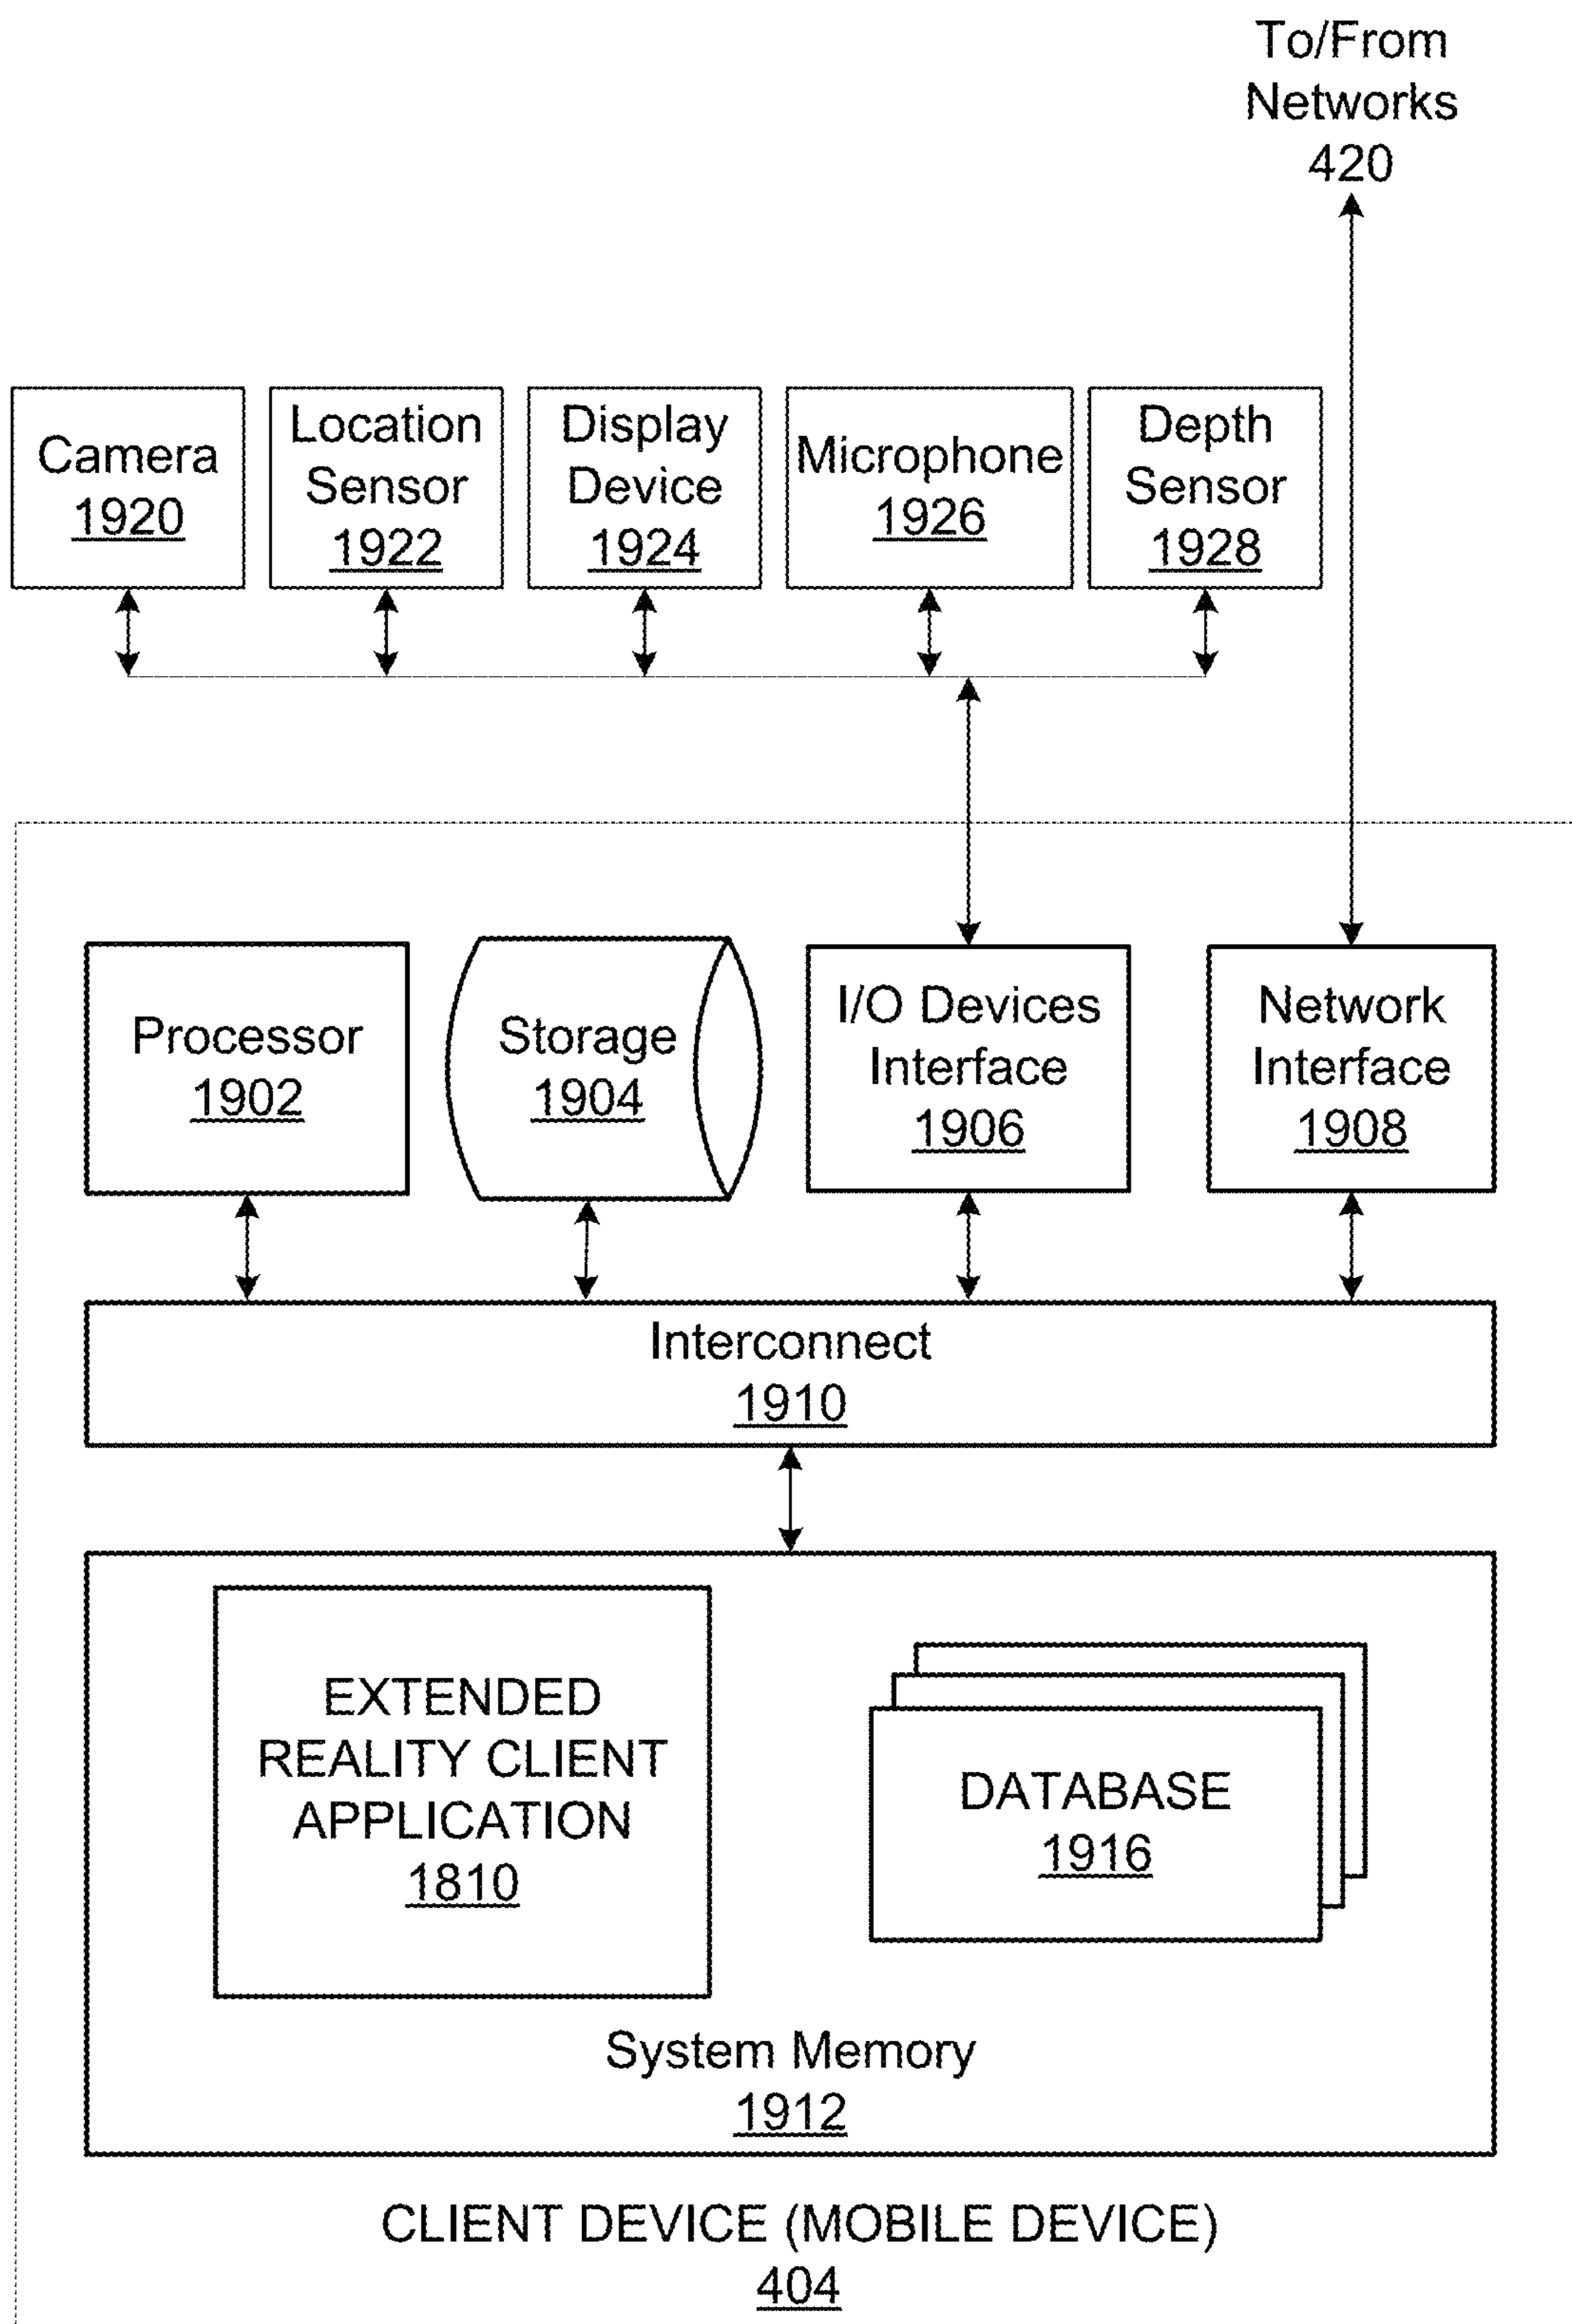 To/From
Networks
420
Camera
1920
Location
Sensor
1922
Display
Device
1924
Microphone
1926
Depth
Sensor
1928
Processor
1902
Storage
1904
I/O Devices
Interface
1906
Network
Interface
1908
Interconnect
1910
EXTENDED
REALITY CLIENT
APPLICATION
1810
DATABASE
1916
System Memory
1912
CLIENT DEVICE (MOBILE DEVICE)
404